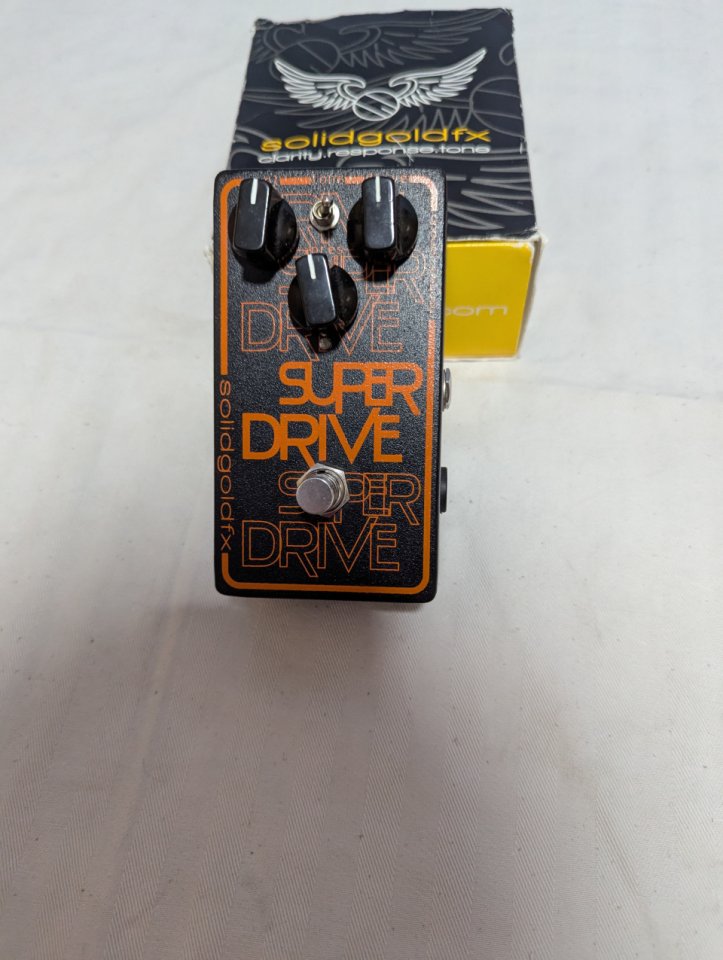 solidgoldfx
clarity.response.tone
com
SUPER
DRIVE
SUPER
DRIVE
SUPER
DRIVE
solidgoldfx